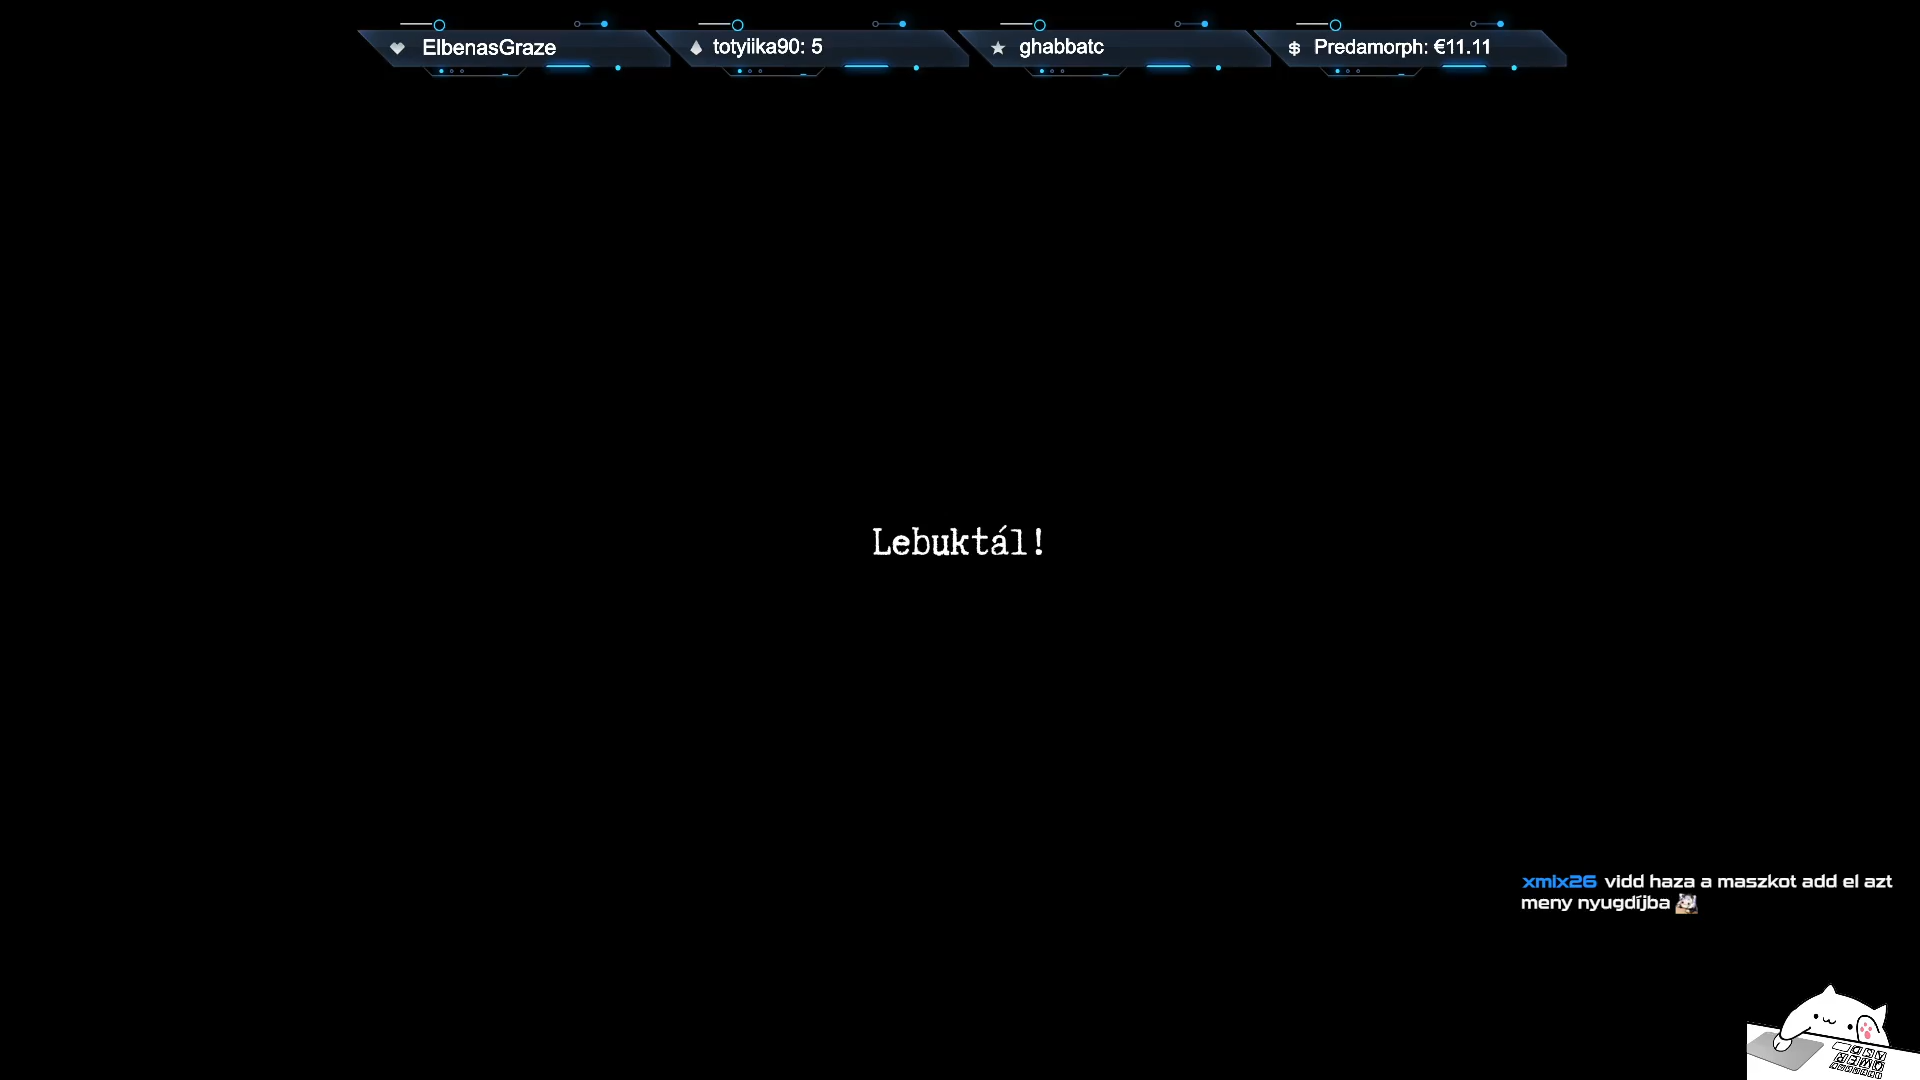 ElbenasGraze
totyiika90: 5
ghabbatc
$ Predamorph: €11.11
Lebuktál!
xmix26 vidd haza a maszkot add el azt
meny nyugdíjba